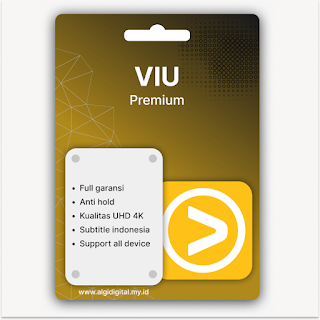 VIU
Premium
• Full garansi
• Anti hold
• Kualitas UHD 4K
• Subtitle indonesia
• Support all device
www.algidigital.my.id